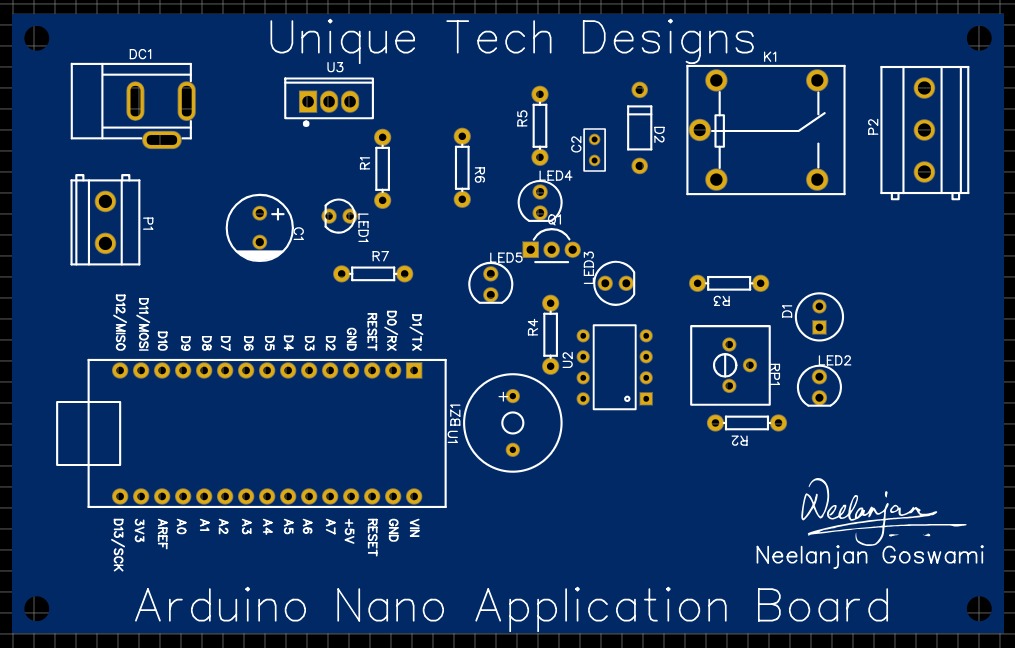 Unique Tech Designs
DC1
U3
K1
R5
C2
D2
P2
R1
R6
LED4
P1
C1
LED1
Q1
R7
LED5
LED3
R3
D1
R4
U2
RP1
LED2
R2
D12/MISO
D11/MOSI
D10
D9
D8
D7
D6
D5
D4
D3
D2
GND
RESET
D0/RX
D1/TX
BZ1
U1
+
+
D13/SCK
3V3
AREF
A0
A1
A2
A3
A4
A5
A6
A7
+5V
RESET
GND
VIN
Neelanjan
Neelanjan Goswami
Arduino Nano Application Board